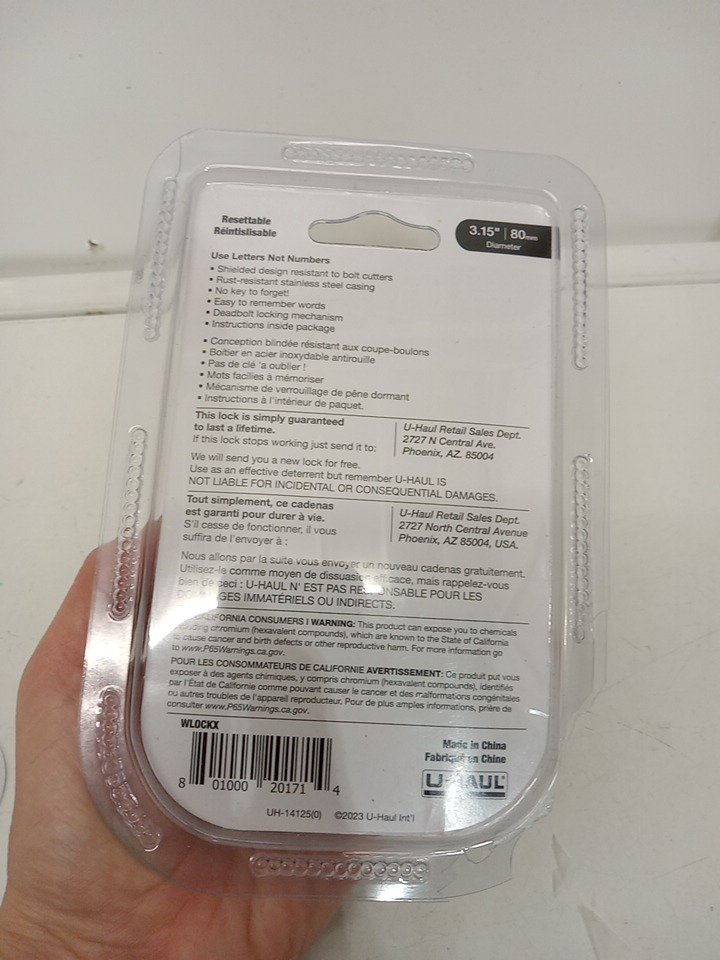 Resettable
Réintislisable
3.15" | 80mm
Diameter
Use Letters Not Numbers
• Shielded design resistant to bolt cutters
• Rust-resistant stainless steel casing
• No key to forget!
• Easy to remember words
• Deadbolt locking mechanism
• Instructions inside package
• Conception blindée résistant aux coupe-boulons
• Boîtier en acier inoxydable antirouille
• Pas de clé 'a oublier !
• Mots facilies à mémoriser
• Mécanisme de verrouillage de pêne dormant
• Instructions à l'intérieur de paquet.
This lock is simply guaranteed
to last a lifetime.
If this lock stops working just send it to:
U-Haul Retail Sales Dept.
2727 N Central Ave.
Phoenix, AZ. 85004
We will send you a new lock for free.
Use as an effective deterrent but remember U-HAUL IS
NOT LIABLE FOR INCIDENTAL OR CONSEQUENTIAL DAMAGES.
Tout simplement, ce cadenas
est garanti pour durer à vie.
S'il cesse de fonctionner, il vous
suffira de l'envoyer à :
U-Haul Retail Sales Dept.
2727 North Central Avenue
Phoenix, AZ 85004, USA.
Nous allons par la suite vous envoyer un nouveau cadenas gratuitement.
Utilisez-le comme moyen de dissuasion efficace, mais rappelez-vous
bien de ceci : U-HAUL N' EST PAS RESPONSABLE POUR LES
DOMMAGES IMMATÉRIELS OU INDIRECTS.
CALIFORNIA CONSUMERS I WARNING: This product can expose you to chemicals
including chromium (hexavalent compounds), which are known to the State of California
to cause cancer and birth defects or other reproductive harm. For more information go
to www.P65Warnings.ca.gov.
POUR LES CONSOMMATEURS DE CALIFORNIE AVERTISSEMENT: Ce produit put vous
exposer à des agents chimiques, y compris chromium (hexavalent compounds), identifiés
par l'État de Californie comme pouvant causer le cancer et des malformations congénitales
ou autres troubles de l'appareil reproducteur. Pour de plus amples informations, prière de
consulter www.P65Warnings.ca.gov.
WLOCKX
8 01000 20171 4
Made in China
Fabriqué en Chine
U-HAUL
UH-14125(0) ©2023 U-Haul Int'l